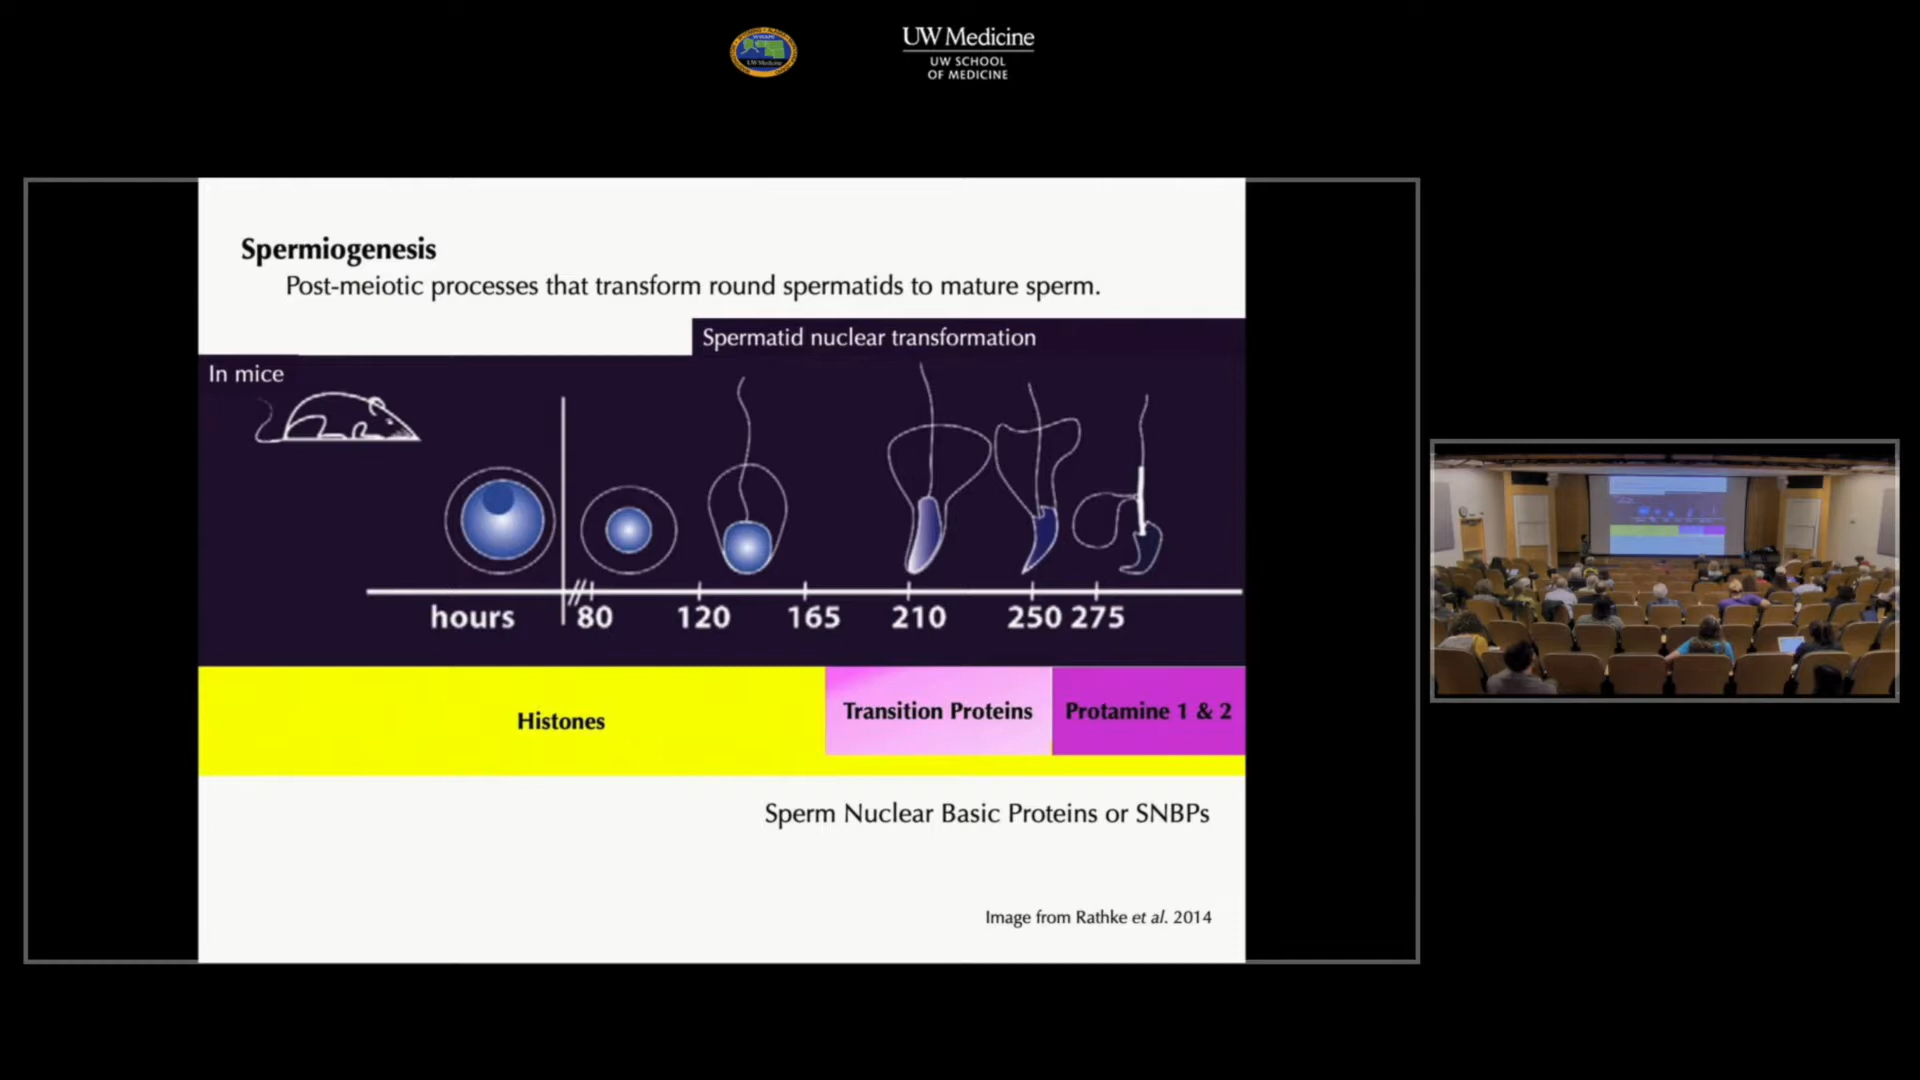 UW Medicine
UW Medicine
UW SCHOOL
OF MEDICINE
Spermiogenesis
Post-meiotic processes that transform round spermatids to mature sperm.
Spermatid nuclear transformation
In mice
hours 80 120 165 210 250 275
Histones
Transition Proteins
Protamine 1 & 2
Sperm Nuclear Basic Proteins or SNBPs
Image from Rathke et al. 2014